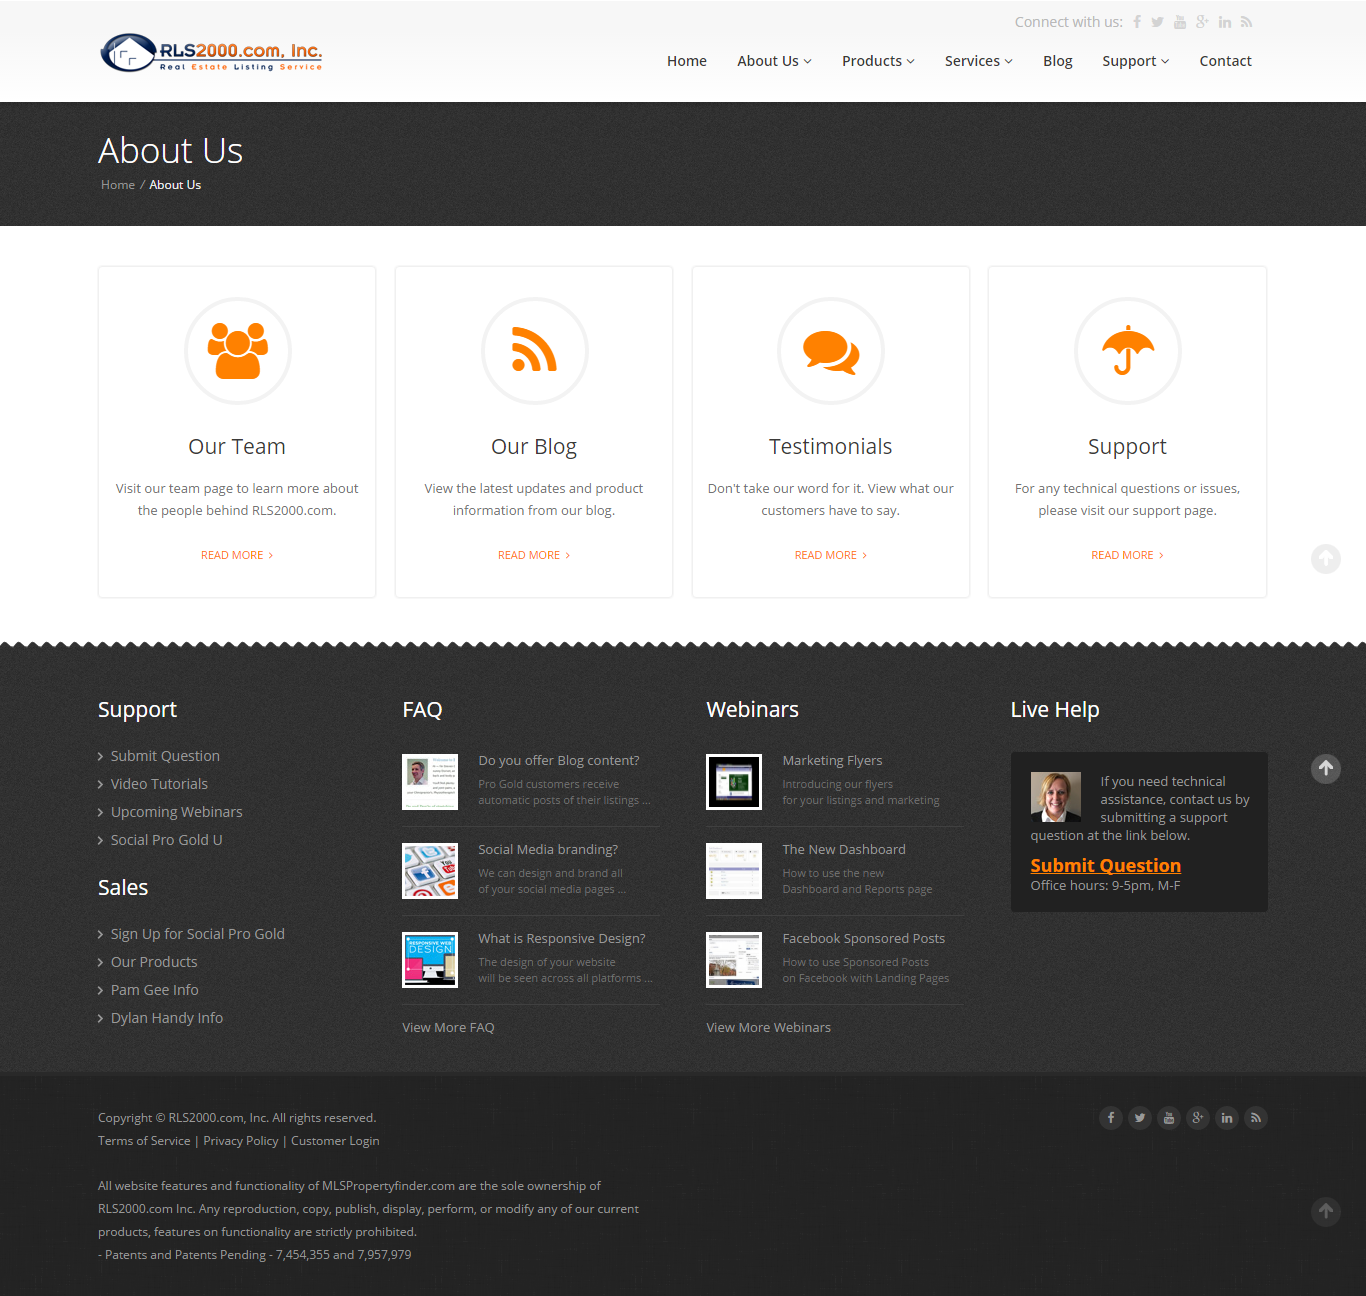 Connect with us:
RLS2000.com, Inc.
Real Estate Listing Service
Home About Us Products Services Blog Support Contact
About Us
Home / About Us
Our Team
Visit our team page to learn more about
the people behind RLS2000.com.
READ MORE
Our Blog
View the latest updates and product
information from our blog.
READ MORE
Testimonials
Don't take our word for it. View what our
customers have to say.
READ MORE
Support
For any technical questions or issues,
please visit our support page.
READ MORE
Support
Submit Question
Video Tutorials
Upcoming Webinars
Social Pro Gold U
Sales
Sign Up for Social Pro Gold
Our Products
Pam Gee Info
Dylan Handy Info
FAQ
Do you offer Blog content?
Pro Gold customers receive
automatic posts of their listings ...
Social Media branding?
We can design and brand all
of your social media pages ...
RESPONSIVE WEB
DESIGN
What is Responsive Design?
The design of your website
will be seen across all platforms ...
View More FAQ
Webinars
Marketing Flyers
Introducing our flyers
for your listings and marketing
The New Dashboard
How to use the new
Dashboard and Reports page
Facebook Sponsored Posts
How to use Sponsored Posts
on Facebook with Landing Pages
View More Webinars
Live Help
If you need technical
assistance, contact us by
submitting a support
question at the link below.
Submit Question
Office hours: 9-5pm, M-F
Copyright © RLS2000.com, Inc. All rights reserved.
Terms of Service | Privacy Policy | Customer Login
All website features and functionality of MLSPropertyfinder.com are the sole ownership of
RLS2000.com Inc. Any reproduction, copy, publish, display, perform, or modify any of our current
products, features on functionality are strictly prohibited.
- Patents and Patents Pending - 7,454,355 and 7,957,979